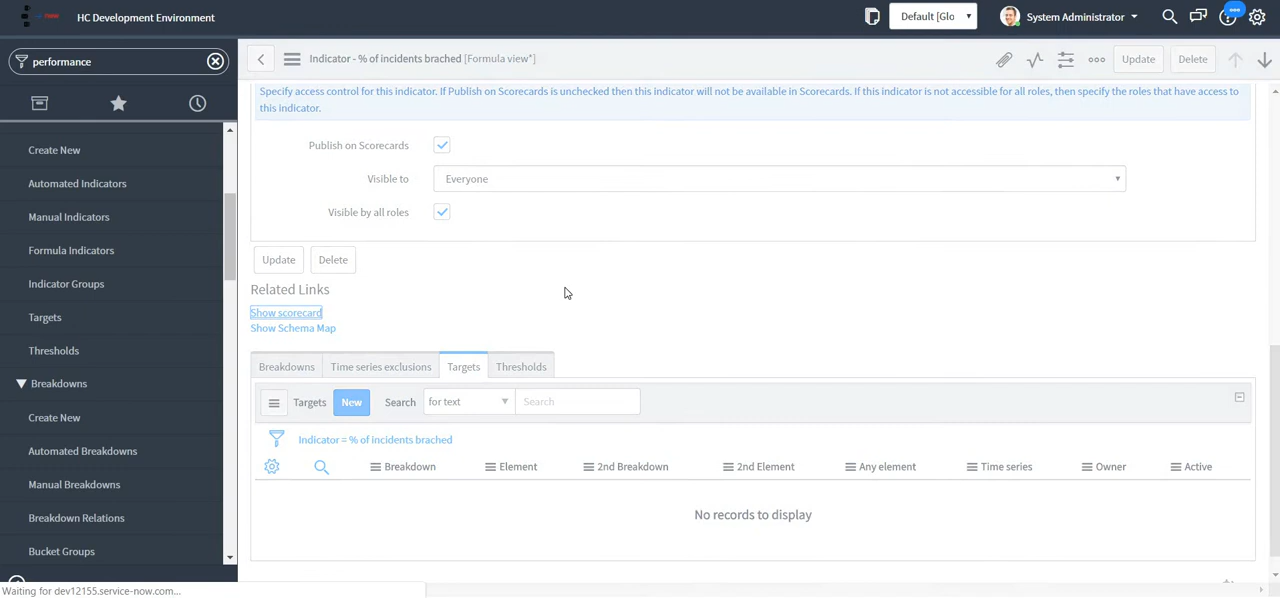 HC Development Environment
Default [Glo
System Administrator
performance
Indicator - % of incidents brached [Formula view*]
Update
Delete
Specify access control for this indicator. If Publish on Scorecards is unchecked then this indicator will not be available in Scorecards. If this indicator is not accessible for all roles, then specify the roles that have access to
this indicator.
Create New
Automated Indicators
Manual Indicators
Formula Indicators
Indicator Groups
Targets
Thresholds
Breakdowns
Create New
Automated Breakdowns
Manual Breakdowns
Breakdown Relations
Bucket Groups
Publish on Scorecards
Visible to
Everyone
Visible by all roles
Update
Delete
Related Links
Show scorecard
Show Schema Map
Breakdowns
Time series exclusions
Targets
Thresholds
Targets
New
Search
for text
Search
Indicator = % of incidents brached
Breakdown
Element
2nd Breakdown
2nd Element
Any element
Time series
Owner
Active
No records to display
Waiting for dev12155.service-now.com...